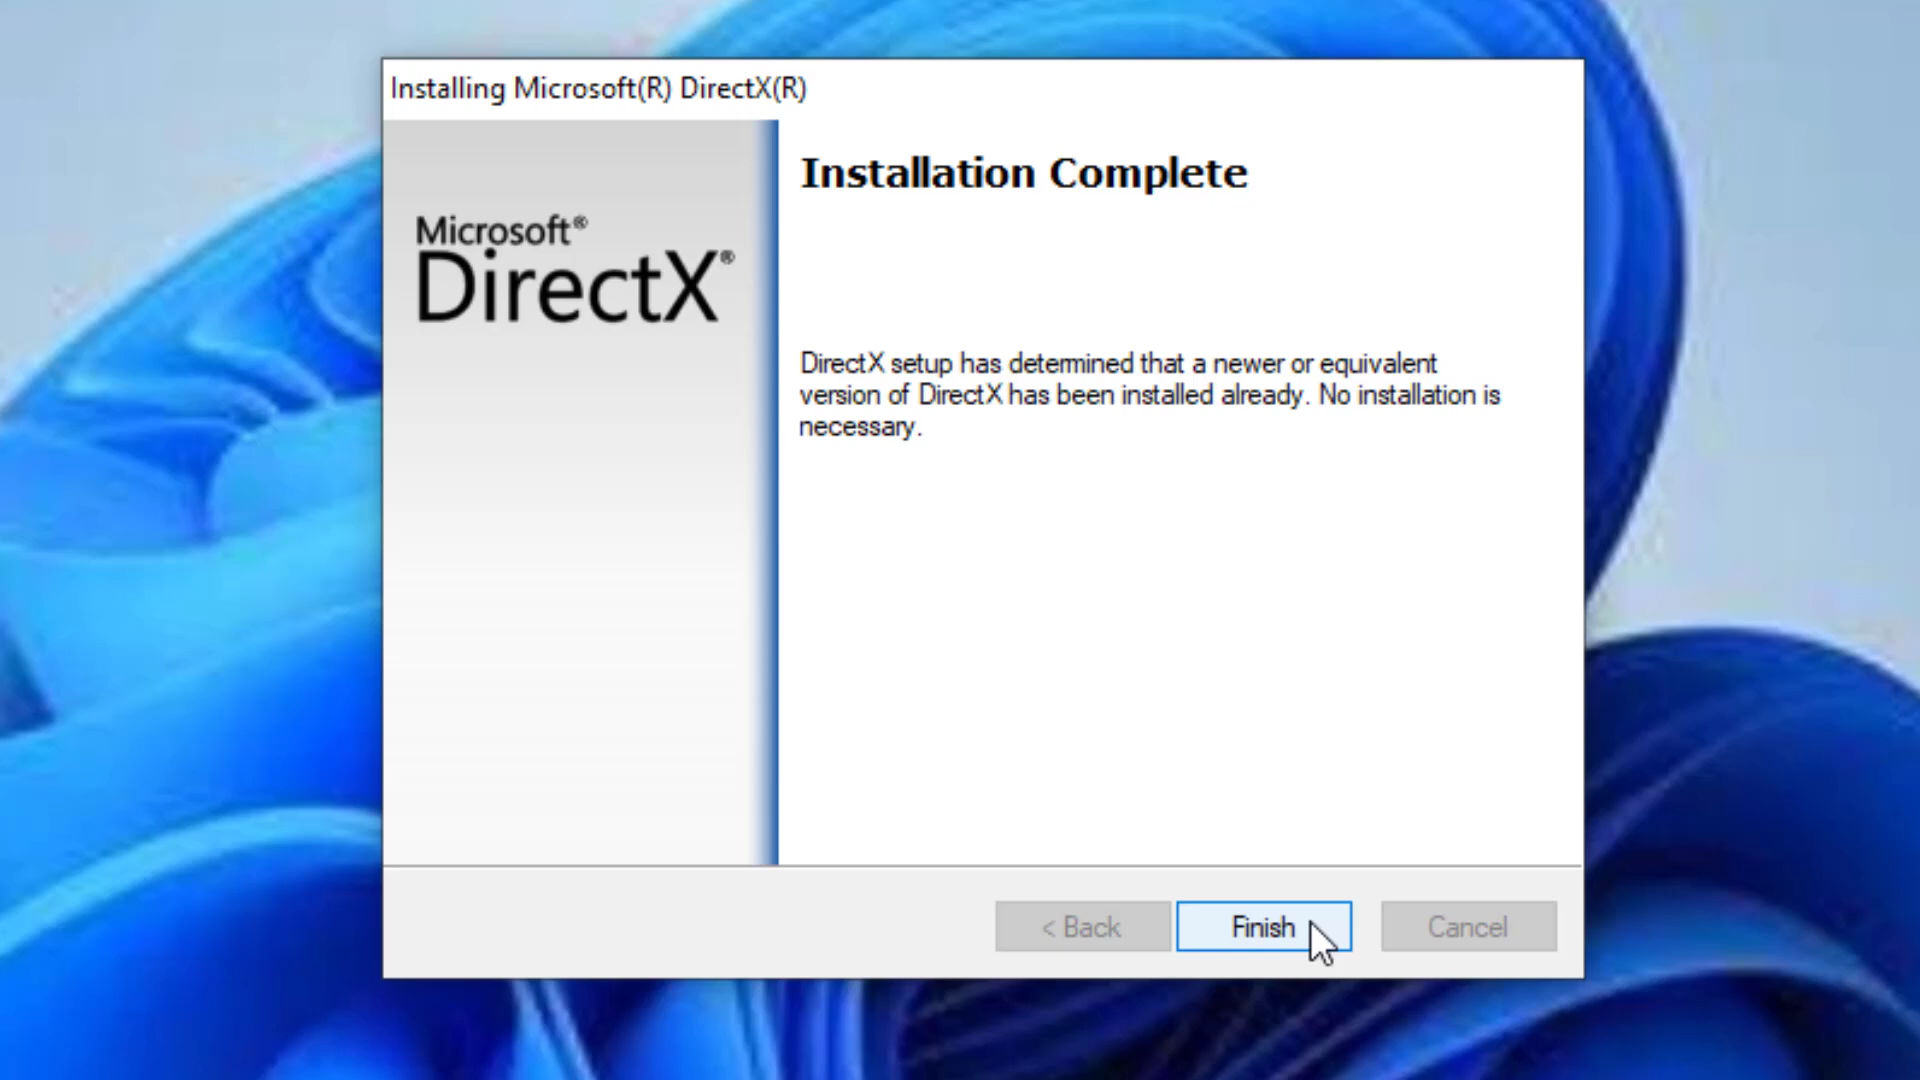 Installing Microsoft(R) DirectX(R)
Microsoft®
DirectX®
Installation Complete
DirectX setup has determined that a newer or equivalent
version of DirectX has been installed already. No installation is
necessary.
< Back
Finish
Cancel